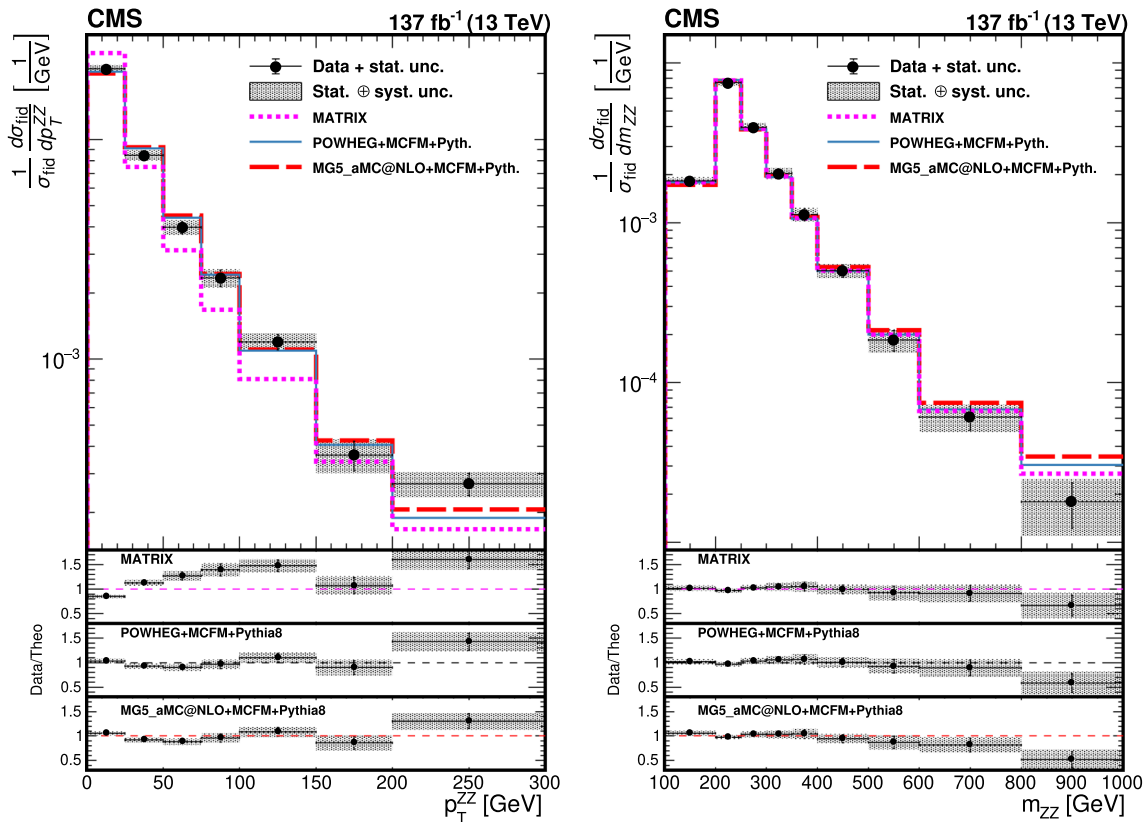 CMS 137 fb⁻¹ (13 TeV)
1/σ_fid dσ_fid/dp_T^ZZ [1/GeV]
Data + stat. unc.
Stat. ⊕ syst. unc.
MATRIX
POWHEG+MCFM+Pyth.
MG5_aMC@NLO+MCFM+Pyth.
10⁻³
MATRIX
1.5
1
0.5
POWHEG+MCFM+Pythia8
1.5
1
0.5
Data/Theo
MG5_aMC@NLO+MCFM+Pythia8
1.5
1
0.5
0 50 100 150 200 250 300
p_T^ZZ [GeV]
CMS 137 fb⁻¹ (13 TeV)
1/σ_fid dσ_fid/dm_ZZ [1/GeV]
Data + stat. unc.
Stat. ⊕ syst. unc.
MATRIX
POWHEG+MCFM+Pyth.
MG5_aMC@NLO+MCFM+Pyth.
10⁻³
10⁻⁴
MATRIX
1.5
1
0.5
POWHEG+MCFM+Pythia8
1.5
1
0.5
Data/Theo
MG5_aMC@NLO+MCFM+Pythia8
1.5
1
0.5
100 200 300 400 500 600 700 800 900 1000
m_ZZ [GeV]